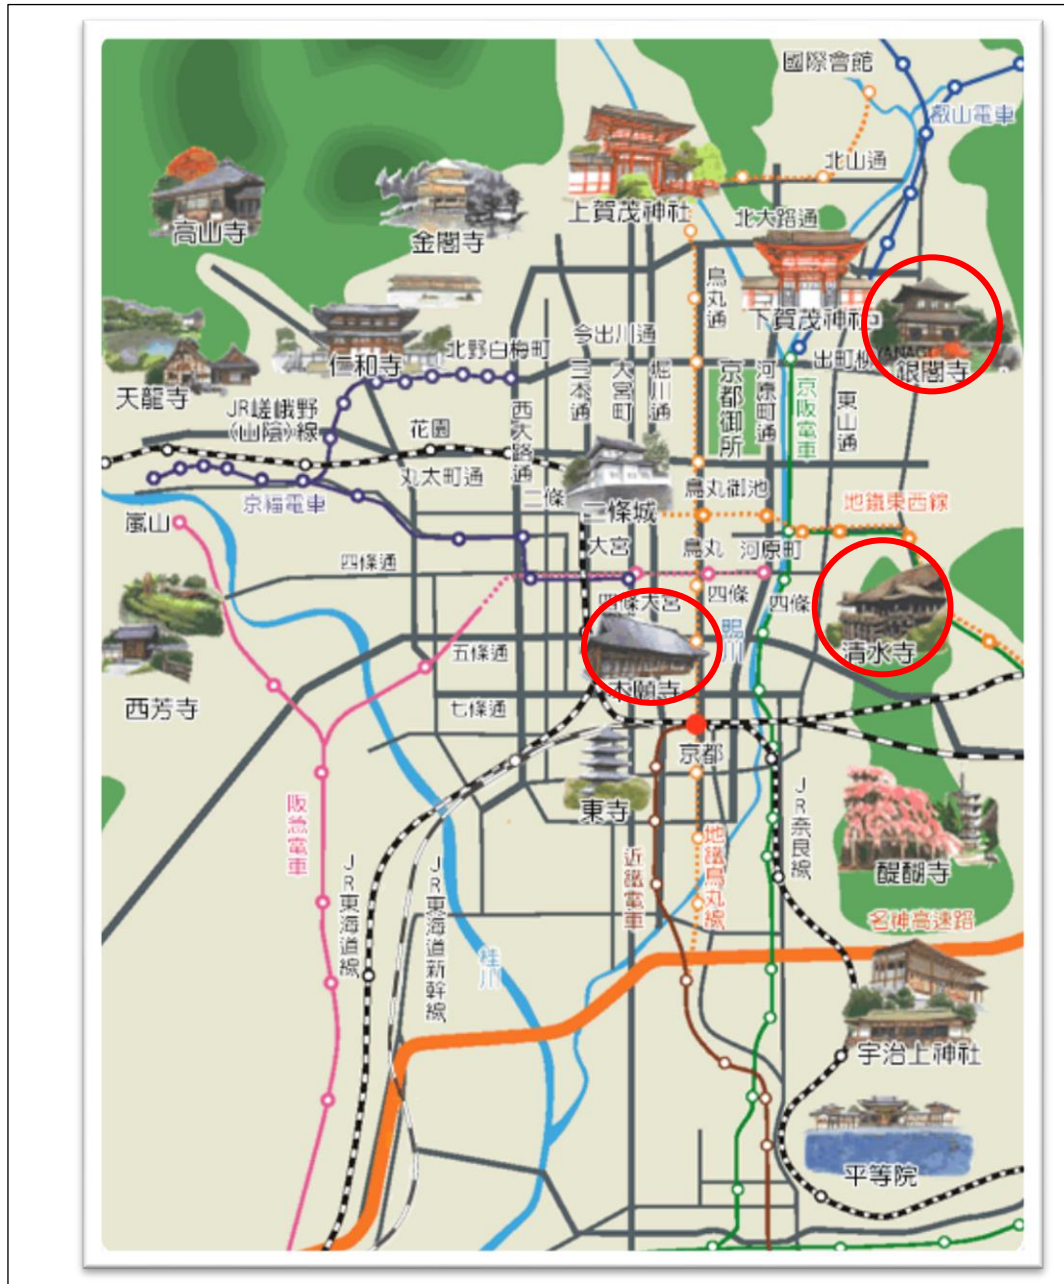 國際會館
叡山電車
北山通
上賀茂神社
高山寺
金閣寺
北大路通
烏丸通
下賀茂神社
今出川通
北野白梅町
出町柳
YANAGI
銀閣寺
仁和寺
天龍寺
JR嵯峨野
(山陰)線
花園
西大路通
三本通
大宮町
堀川通
京都御所
河原町通
京阪電車
東山通
丸太町通
二條
二條城
烏丸御池
地鐵東西線
京福電車
嵐山
四條通
大宮
烏丸
河原町
四條大宮
四條
四條
鴨川
清水寺
五條通
本願寺
西芳寺
七條通
京都
東寺
阪急電車
JR東海道線
JR東海道新幹線
桂川
近鐵電車
地鐵烏丸線
JR奈良線
醍醐寺
名神高速路
宇治上神社
平等院